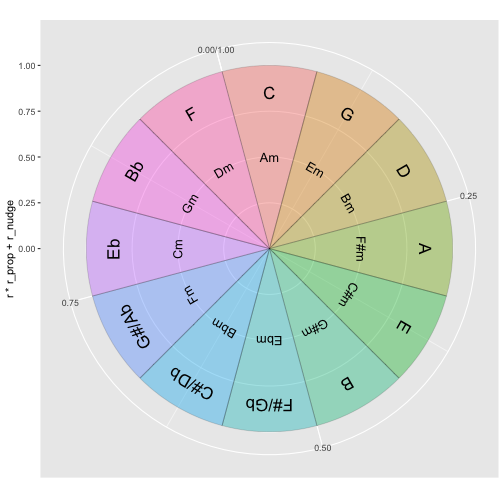 0.00/1.00
1.00
0.75
0.50
0.25
0.00
r * r_prop + r_nudge
C
G
D
A
E
B
F#/Gb
C#/Db
G#/Ab
Eb
Bb
F
Am
Em
Bm
F#m
C#m
G#m
Ebm
Bbm
Fm
Cm
Gm
Dm
0.25
0.50
0.75